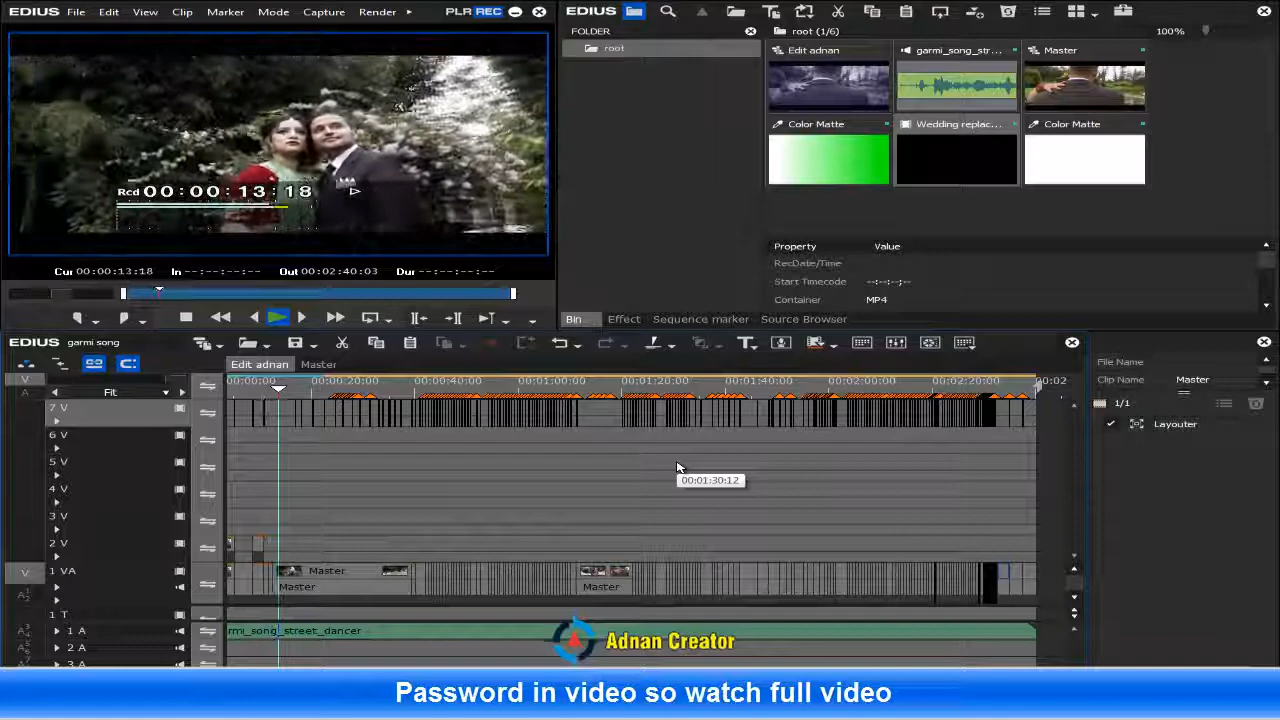 EDIUS File Edit View Clip Marker Mode Capture Render PLR REC
Rcd 00:00:13:18
Cur 00:00:13:18 In --:--:--:-- Out 00:02:40:03 Dur --:--:--:--
EDIUS
FOLDER
root
root (1/6)
100%
Edit adnan
garmi_song_str...
Master
Color Matte
Wedding replac...
Color Matte
Property Value
RecDate/Time
Start Timecode --:--:--;--
Container MP4
Bin Effect Sequence marker Source Browser
EDIUS garmi song
Edit adnan Master
V
A
Fit
00:00:00:00 00:00:20:00 00:00:40:00 00:01:00:00 00:01:20:00 00:01:40:00 00:02:00:00 00:02:20:00 00:02
7 V
6 V
5 V
4 V
3 V
2 V
V 1 VA
Master
Master
Master
00:01:30:12
1 T
1 A
rmi_song_street_dancer
2 A
3 A
File Name
Clip Name Master
1/1
Layouter
Adnan Creator
Password in video so watch full video